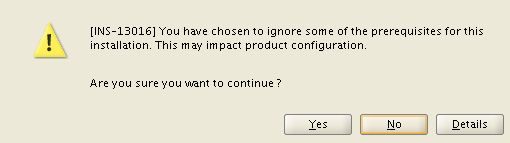 [INS-13016] You have chosen to ignore some of the prerequisites for this
installation. This may impact product configuration.
Are you sure you want to continue?
Yes No Details